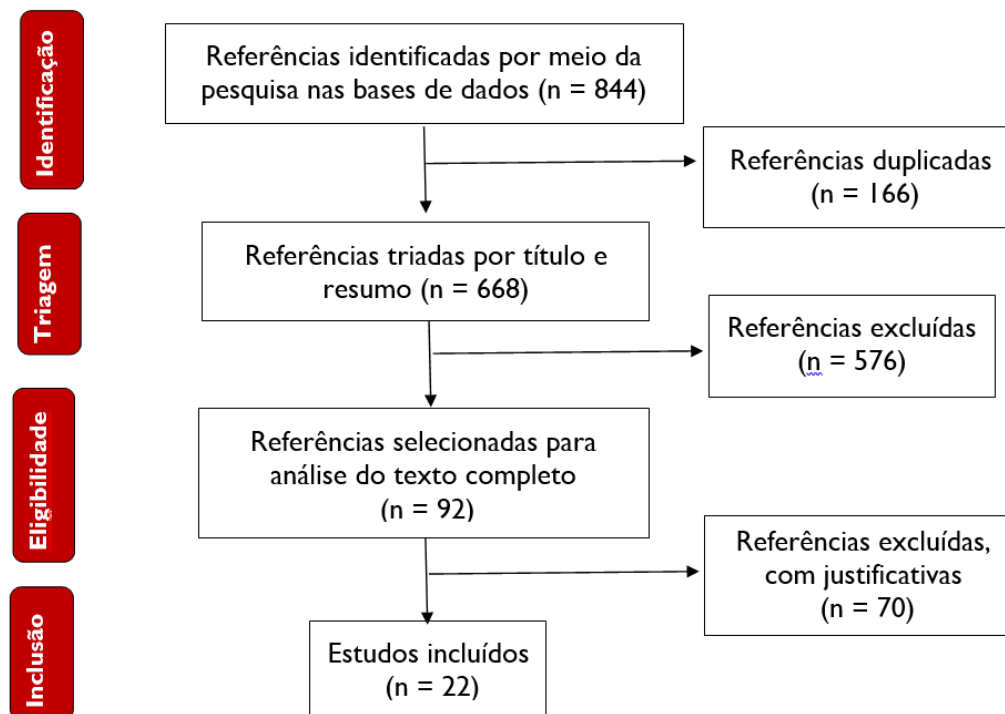 Identificação
Referências identificadas por meio da
pesquisa nas bases de dados (n = 844)
Referências duplicadas
(n = 166)
Triagem
Referências triadas por título e
resumo (n = 668)
Referências excluídas
(n = 576)
Eligibilidade
Referências selecionadas para
análise do texto completo
(n = 92)
Referências excluídas,
com justificativas
(n = 70)
Inclusão
Estudos incluídos
(n = 22)